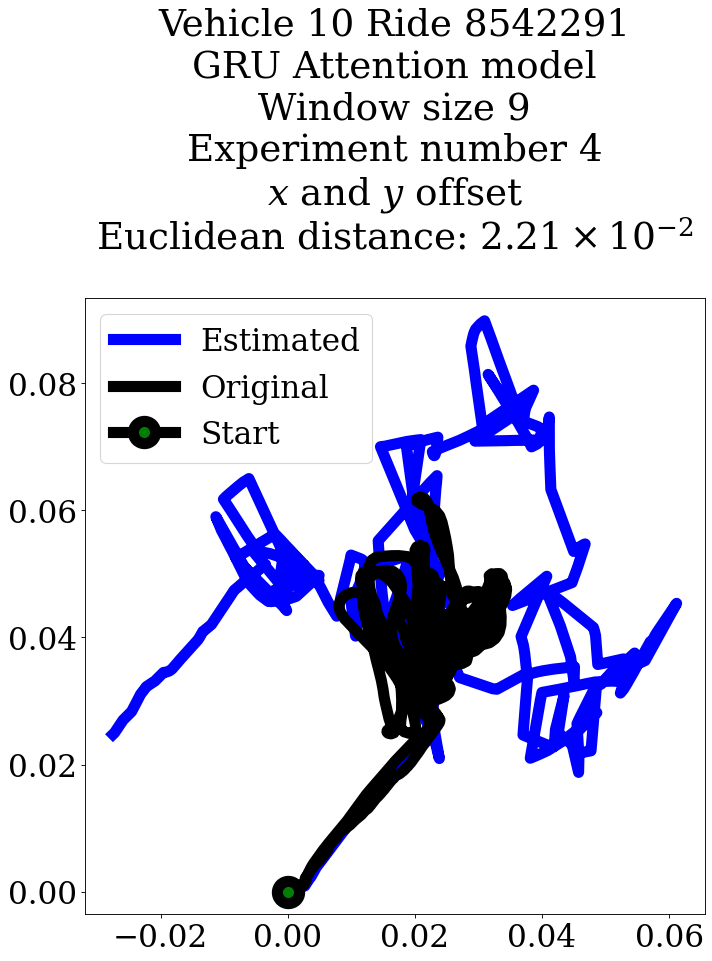 Vehicle 10 Ride 8542291
GRU Attention model
Window size 9
Experiment number 4
x and y offset
Euclidean distance: 2.21 × 10⁻²
Estimated
Original
Start
0.08
0.06
0.04
0.02
0.00
−0.02 0.00 0.02 0.04 0.06